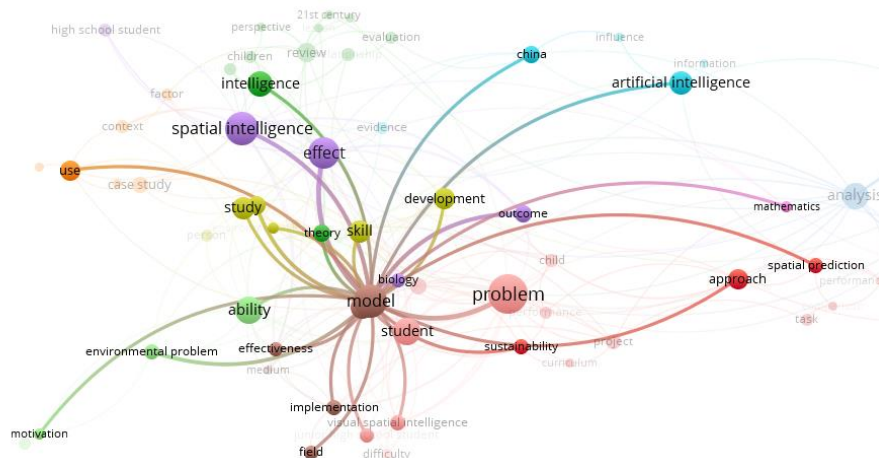 21st century
high school student
perspective
evaluation
influence
review
china
children
information
intelligence
artificial intelligence
factor
spatial intelligence
context
evidence
effect
use
case study
development
analysis
study
outcome
mathematics
theory
skill
person
child
spatial prediction
biology
approach
performance
model
problem
ability
student
task
environmental problem
effectiveness
sustainability
project
medium
curriculum
implementation
visual spatial intelligence
motivation
field
difficulty